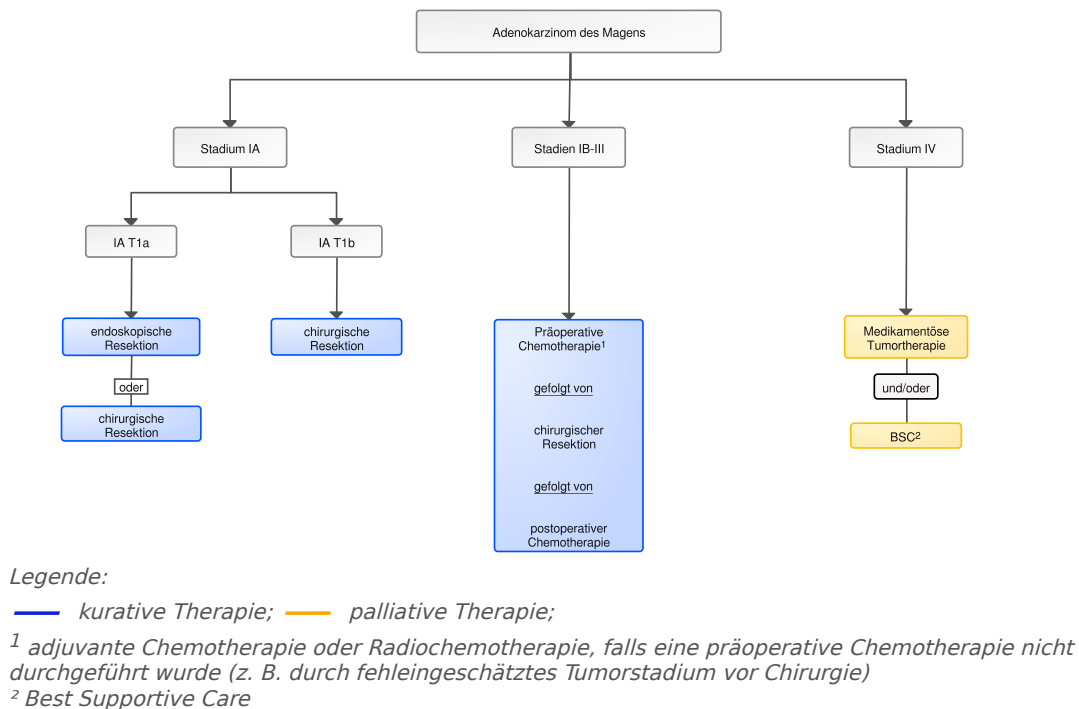 Adenokarzinom des Magens
Stadium IA
Stadien IB-III
Stadium IV
IA T1a
IA T1b
endoskopische
Resektion
oder
chirurgische
Resektion
chirurgische
Resektion
Präoperative
Chemotherapie¹
gefolgt von
chirurgischer
Resektion
gefolgt von
postoperativer
Chemotherapie
Medikamentöse
Tumortherapie
und/oder
BSC²
Legende:
kurative Therapie; palliative Therapie;
¹ adjuvante Chemotherapie oder Radiochemotherapie, falls eine präoperative Chemotherapie nicht
durchgeführt wurde (z. B. durch fehleingeschätztes Tumorstadium vor Chirurgie)
² Best Supportive Care